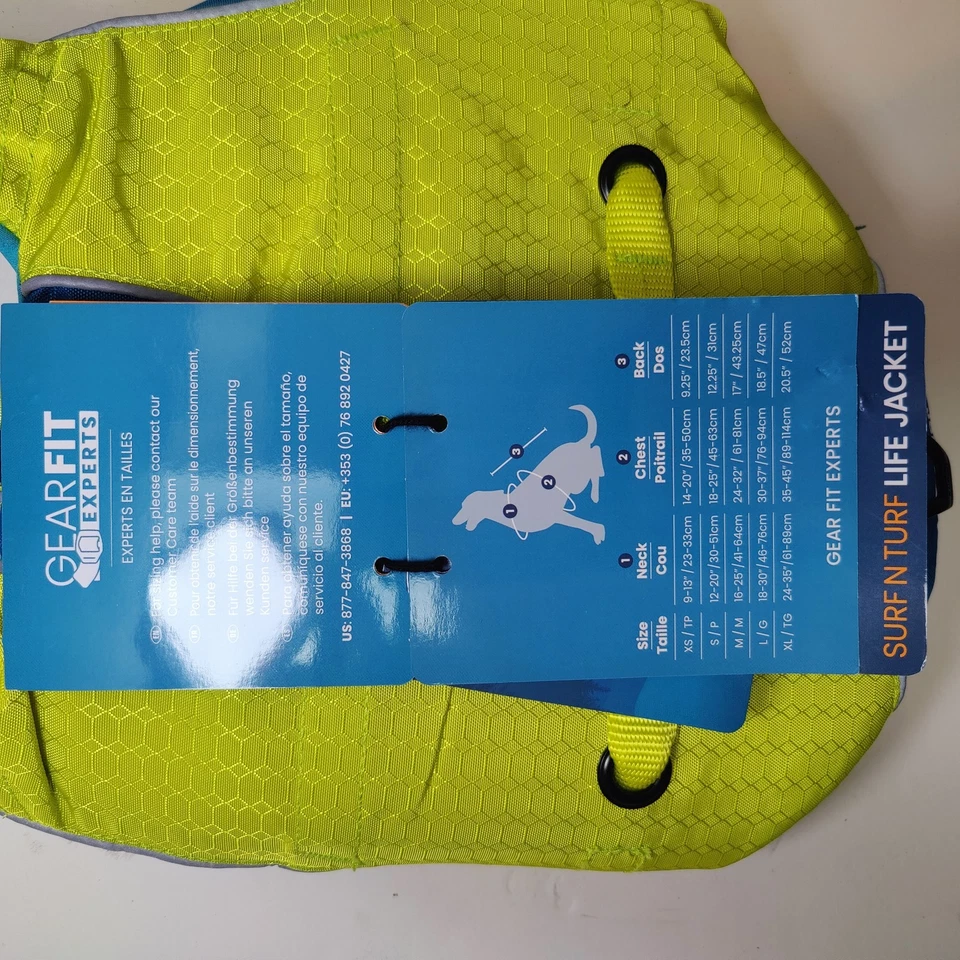 GEARFIT
EXPERTS
EXPERTS EN TAILLES
help, please contact our
Customer Care team
Pour obtenir de l'aide sur le dimensionnement,
notre service client
Für Hilfe bei der Größenbestimmung
wenden Sie sich bitte an unseren
Kundenservice
Para obtener ayuda sobre el tamaño,
comuníquese con nuestro equipo de
servicio al cliente.
US: 877-847-3868 | EU: +353 (0) 76 892 0427
1
2
3
1 2 3
Size Neck Chest Back
Taille Cou Poitrail Dos
XS / TP 9-13" / 23-33cm 14-20" / 35-50cm 9.25" / 23.5cm
S / P 12-20" / 30-51cm 18-25" / 45-63cm 12.25" / 31cm
M / M 16-25" / 41-64cm 24-32" / 61-81cm 17" / 43.25cm
L / G 18-30" / 46-76cm 30-37" / 76-94cm 18.5" / 47cm
XL / TG 24-35" / 61-89cm 35-45" / 89-114cm 20.5" / 52cm
GEAR FIT EXPERTS
SURF N TURF LIFE JACKET